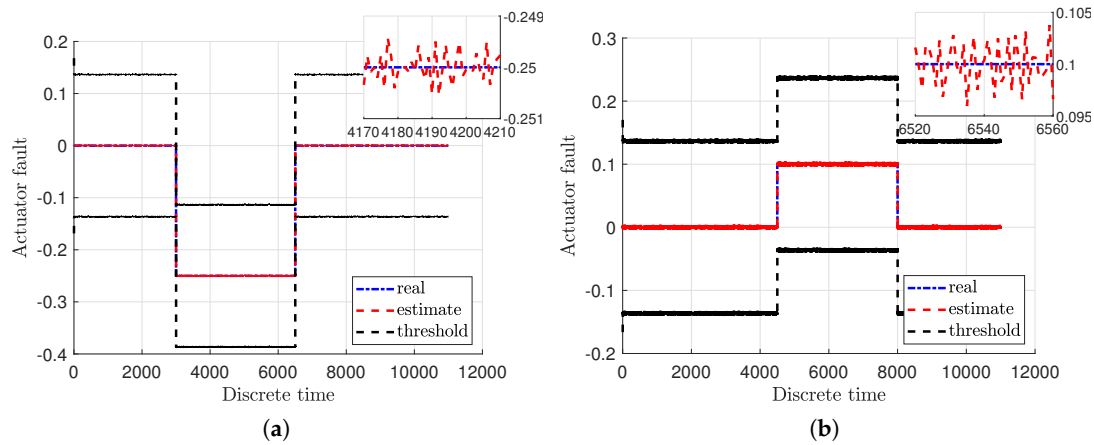 -0.249
-0.25
-0.251
4170 4180 4190 4200 4210
0.2
0.1
0
-0.1
-0.2
-0.3
-0.4
Actuator fault
real
estimate
threshold
0 2000 4000 6000 8000 10000 12000
Discrete time
(a)
0.105
0.1
0.095
6520 6540 6560
0.3
0.2
0.1
0
-0.1
-0.2
Actuator fault
real
estimate
threshold
0 2000 4000 6000 8000 10000 12000
Discrete time
(b)